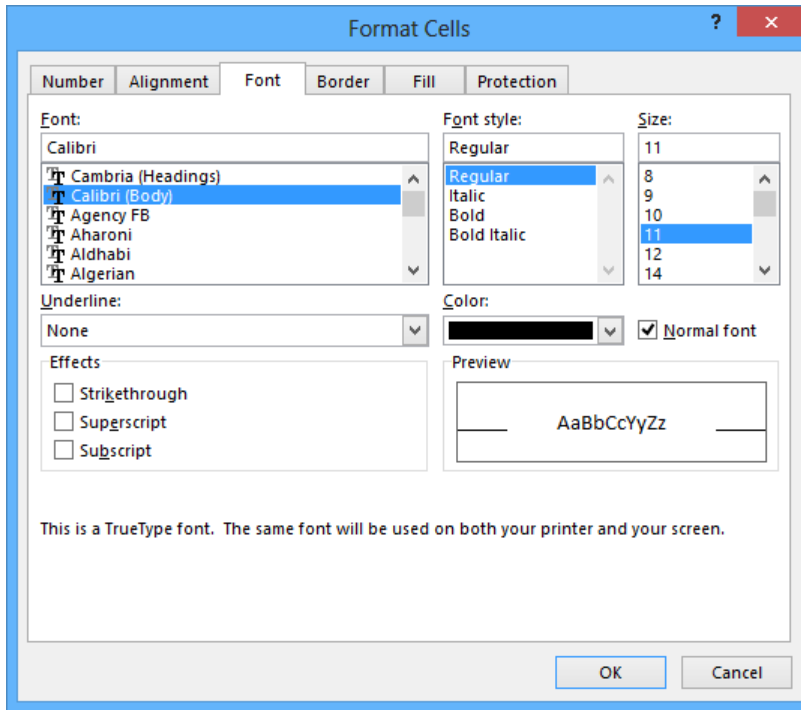 Format Cells ?
Number Alignment Font Border Fill Protection
Font: Font style: Size:
Calibri Regular 11
Cambria (Headings) Regular 8
Calibri (Body) Italic 9
Agency FB Bold 10
Aharoni Bold Italic 11
Aldhabi 12
Algerian 14
Underline: Color:
None Normal font
Effects Preview
Strikethrough
Superscript AaBbCcYyZz
Subscript
This is a TrueType font.  The same font will be used on both your printer and your screen.
OK Cancel